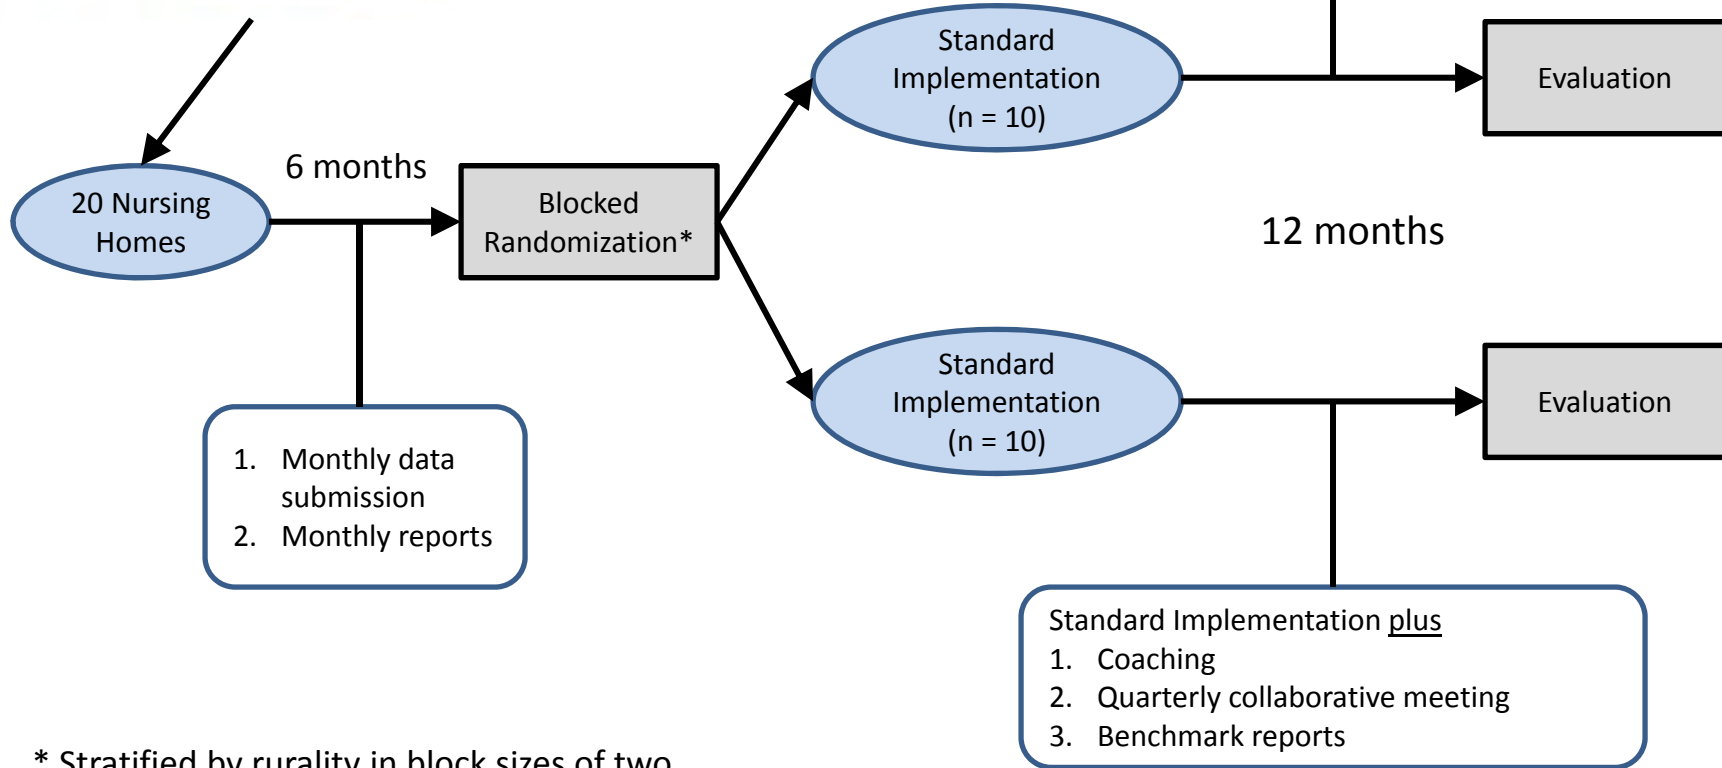 Standard
Implementation
(n = 10)
Evaluation
6 months
20 Nursing
Homes
Blocked
Randomization*
12 months
Standard
Implementation
(n = 10)
Evaluation
1. Monthly data
submission
2. Monthly reports
Standard Implementation plus
1. Coaching
2. Quarterly collaborative meeting
3. Benchmark reports
* Stratified by rurality in block sizes of two